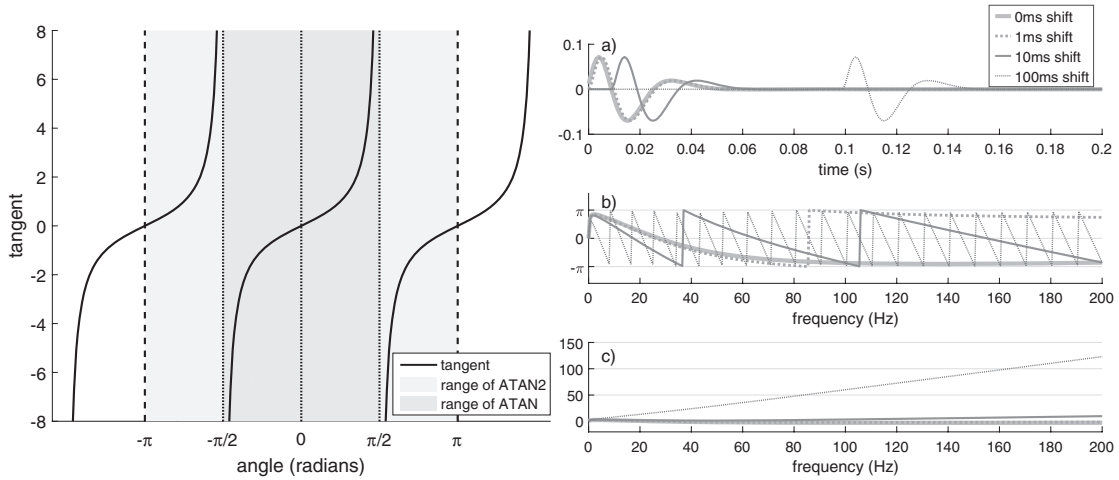 8
6
4
2
0
-2
-4
-6
-8
tangent
-π
-π/2
0
π/2
π
angle (radians)
tangent
range of ATAN2
range of ATAN
0ms shift
1ms shift
10ms shift
100ms shift
a)
0.1
0
-0.1
0 0.02 0.04 0.06 0.08 0.1 0.12 0.14 0.16 0.18 0.2
time (s)
b)
π
0
-π
0 20 40 60 80 100 120 140 160 180 200
frequency (Hz)
c)
150
100
50
0
0 20 40 60 80 100 120 140 160 180 200
frequency (Hz)